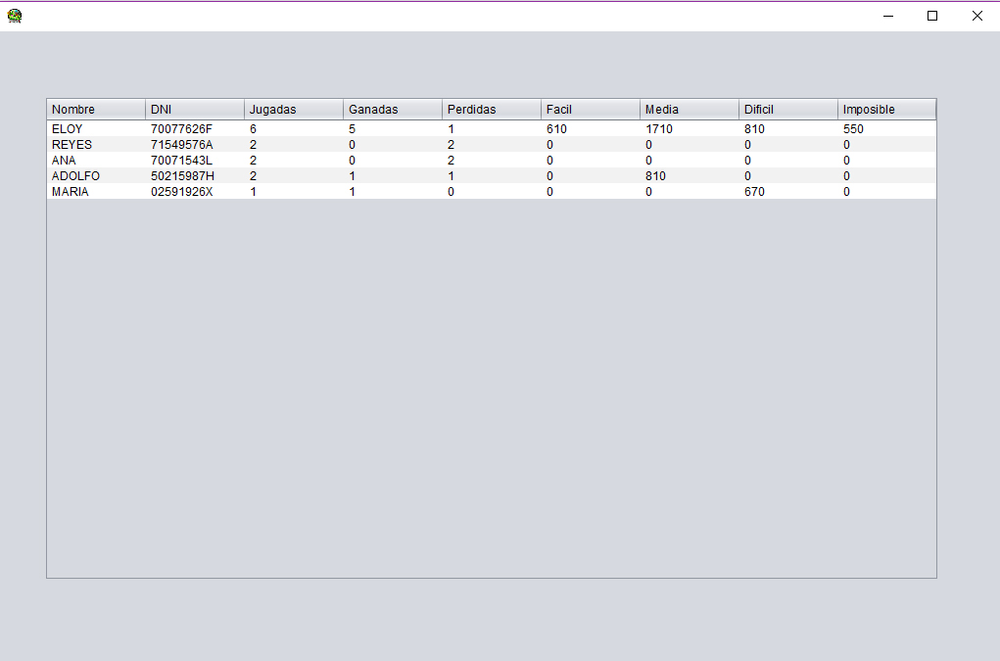 Nombre DNI Jugadas Ganadas Perdidas Facil Media Dificil Imposible
ELOY 70077626F 6 5 1 610 1710 810 550
REYES 71549576A 2 0 2 0 0 0 0
ANA 70071543L 2 0 2 0 0 0 0
ADOLFO 50215987H 2 1 1 0 810 0 0
MARIA 02591926X 1 1 0 0 0 670 0